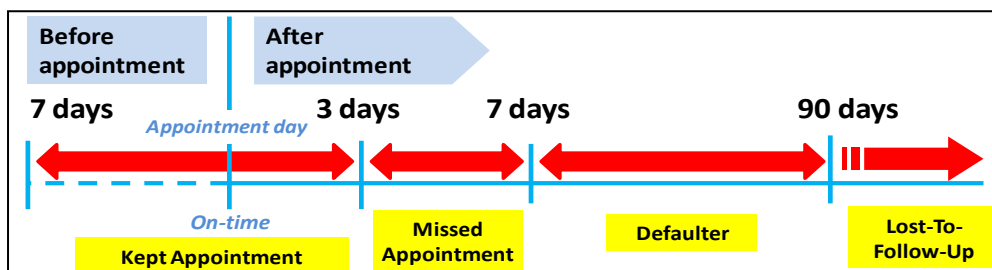 Before
appointment
After
appointment
7 days
3 days
7 days
90 days
Appointment day
On-time
Kept Appointment
Missed
Appointment
Defaulter
Lost-To-
Follow-Up